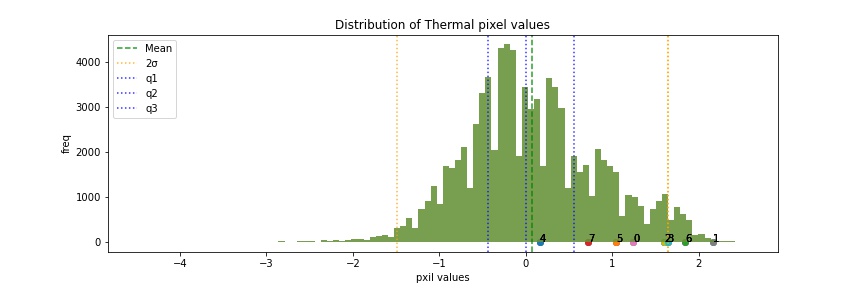 Distribution of Thermal pixel values
Mean
2σ
q1
q2
q3
freq
4000
3000
2000
1000
0
4 7 5 0 2 3 6 1
−4 −3 −2 −1 0 1 2
pxil values